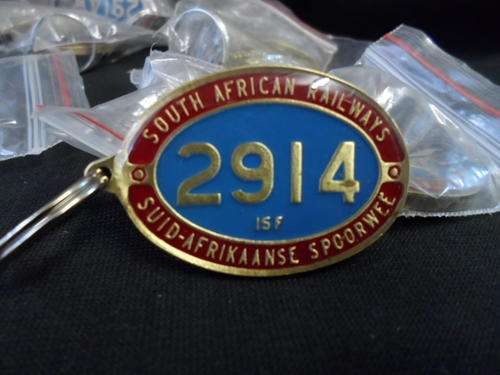 SOUTH AFRICAN RAILWAYS
2914
15F
SUID-AFRIKAANSE SPOORWEË